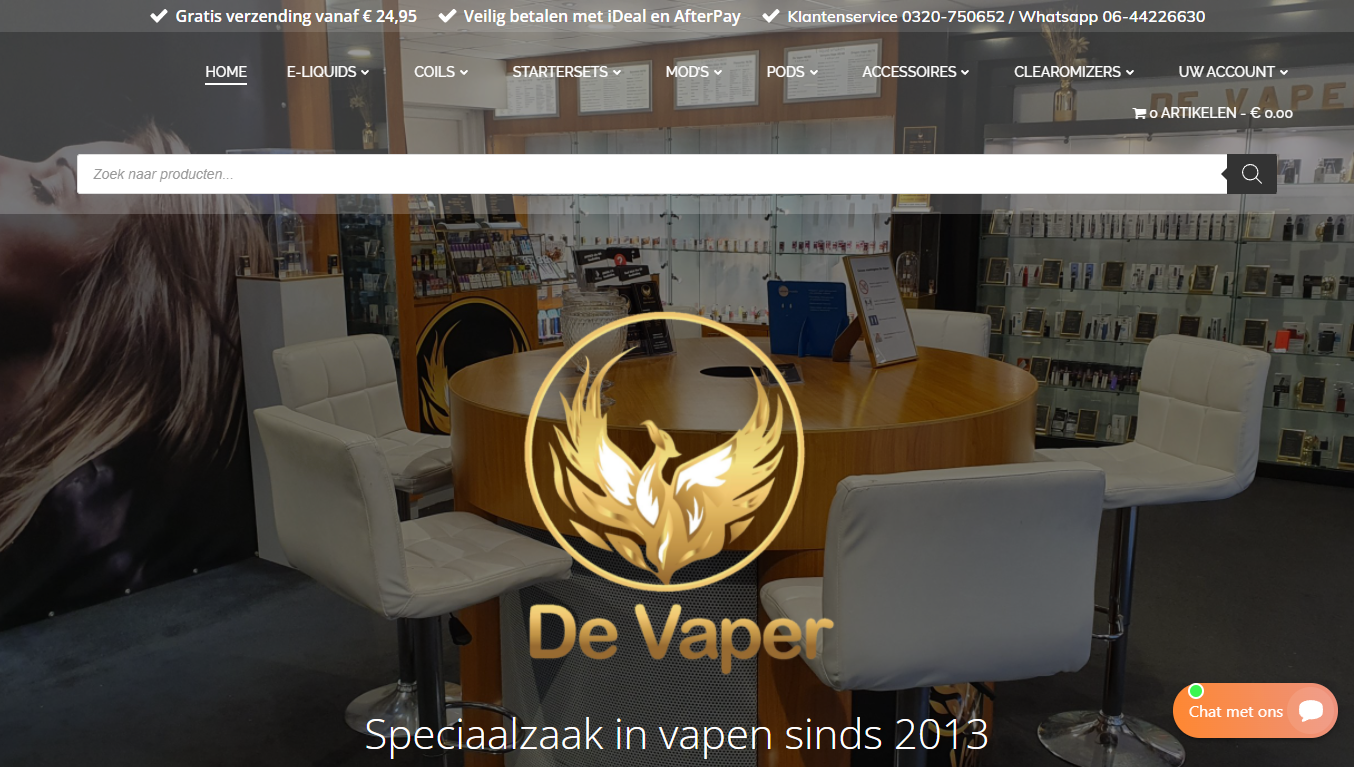 Gratis verzending vanaf € 24,95 Veilig betalen met iDeal en AfterPay Klantenservice 0320-750652 / Whatsapp 06-44226630
HOME E-LIQUIDS COILS STARTERSETS MOD'S PODS ACCESSOIRES CLEAROMIZERS UW ACCOUNT
DE VAPE
0 ARTIKELEN - € 0.00
Zoek naar producten...
De Vaper
Chat met ons
Speciaalzaak in vapen sinds 2013